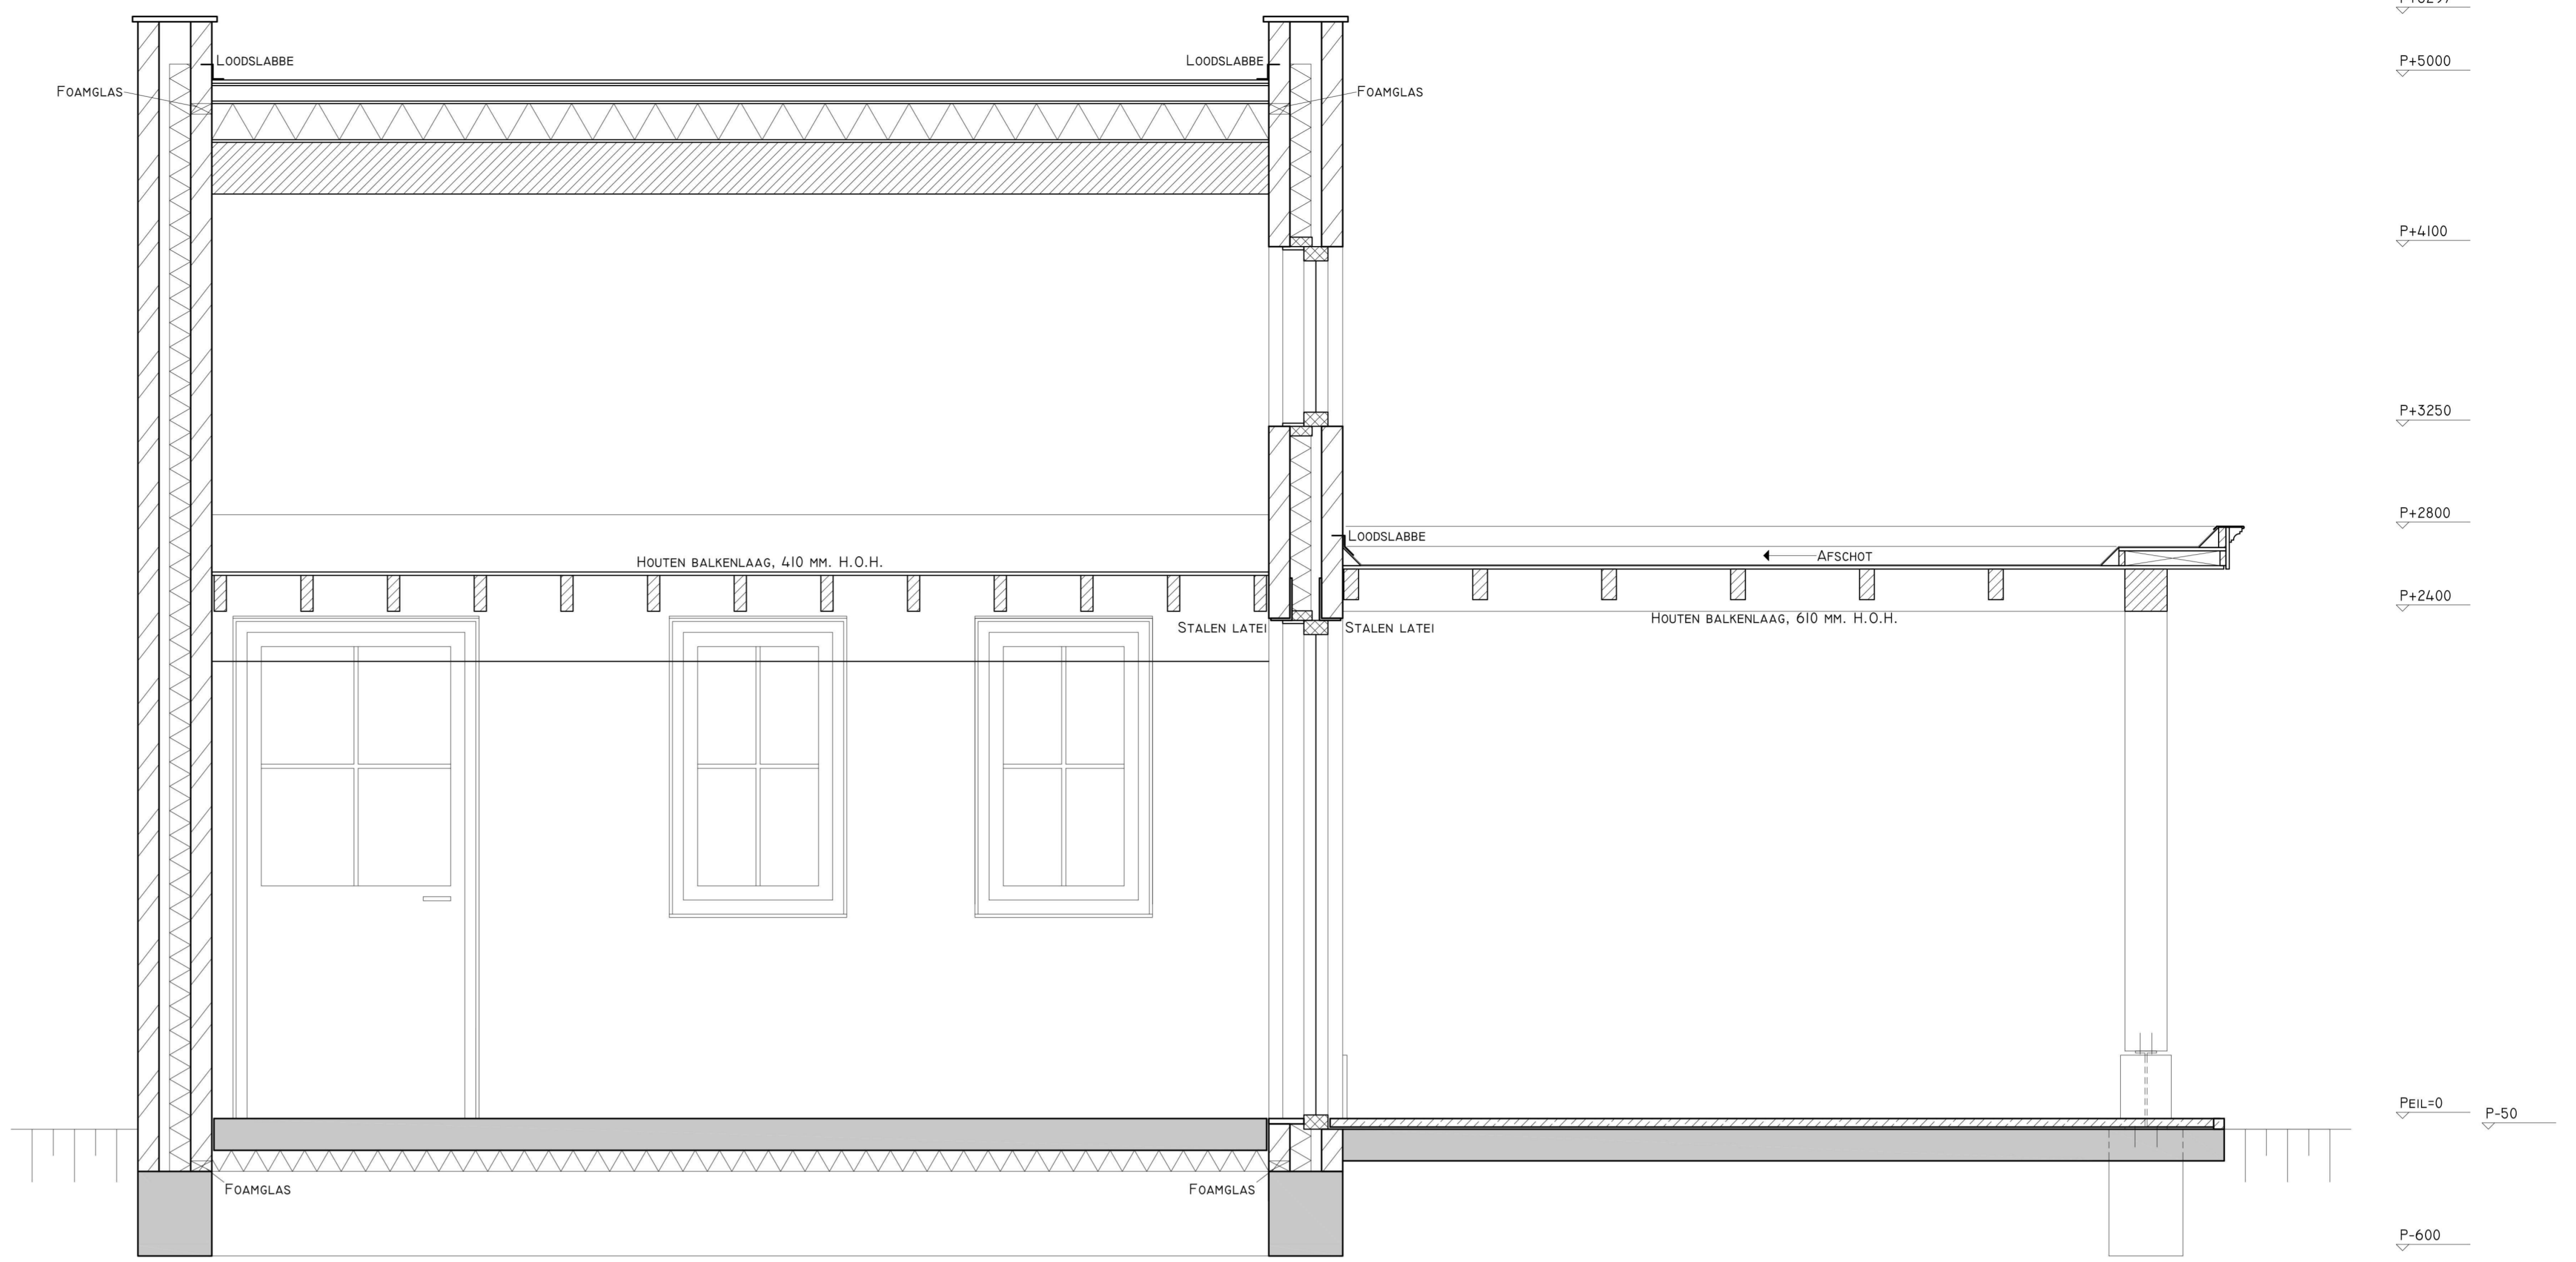 LOODSLABBE
LOODSLABBE
P+5000
FOAMGLAS
FOAMGLAS
P+4100
P+3250
P+2800
LOODSLABBE
AFSCHOT
HOUTEN BALKENLAAG, 410 MM. H.O.H.
P+2400
HOUTEN BALKENLAAG, 610 MM. H.O.H.
STALEN LATEI
STALEN LATEI
PEIL=0
P-50
FOAMGLAS
FOAMGLAS
P-600